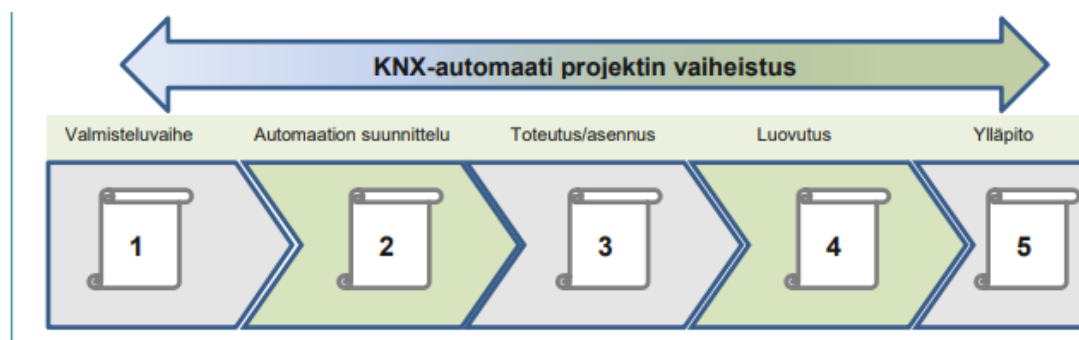 KNX-automaati projektin vaiheistus
Valmisteluvaihe Automaation suunnittelu Toteutus/asennus Luovutus Ylläpito
1 2 3 4 5